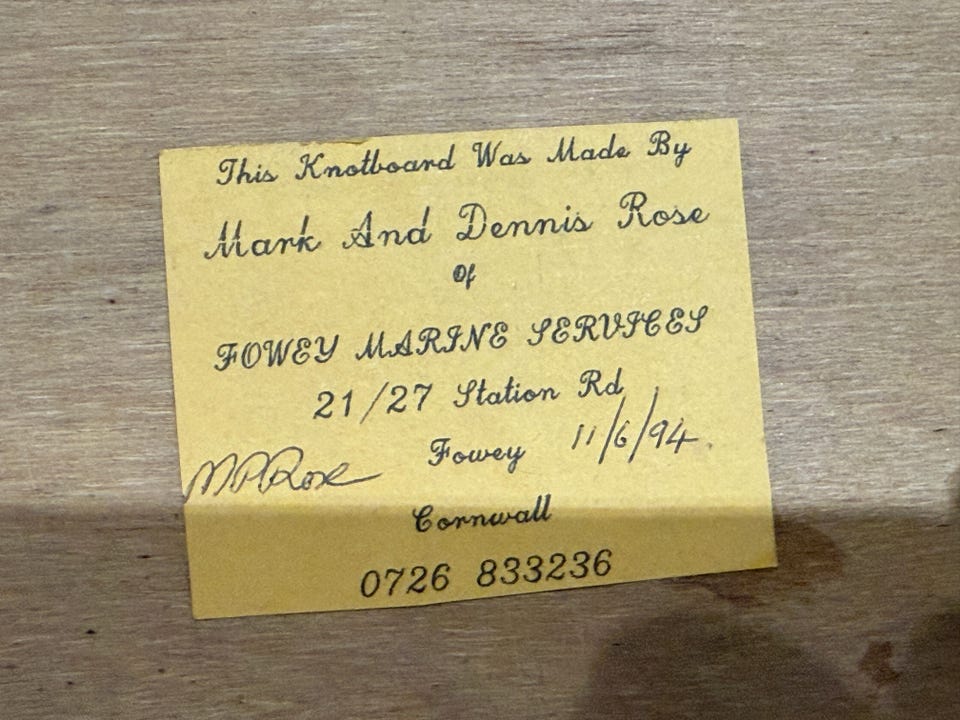 This Knotboard Was Made By
Mark And Dennis Rose
Of
FOWEY MARINE SERVICES
21/27 Station Rd
Fowey 11/6/94.
MPRose
Cornwall
0726 833236